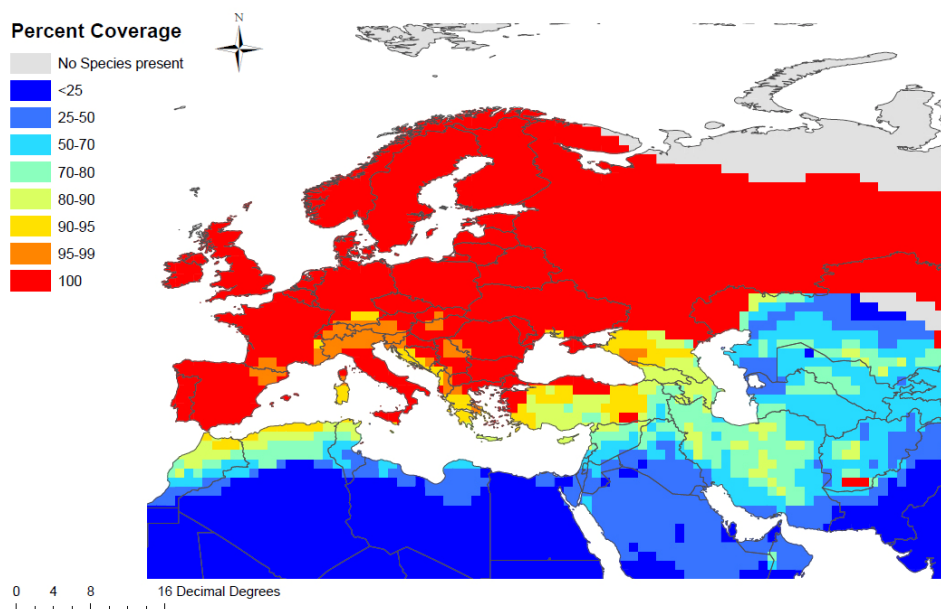 N
Percent Coverage
No Species present
<25
25-50
50-70
70-80
80-90
90-95
95-99
100
0 4 8 16 Decimal Degrees